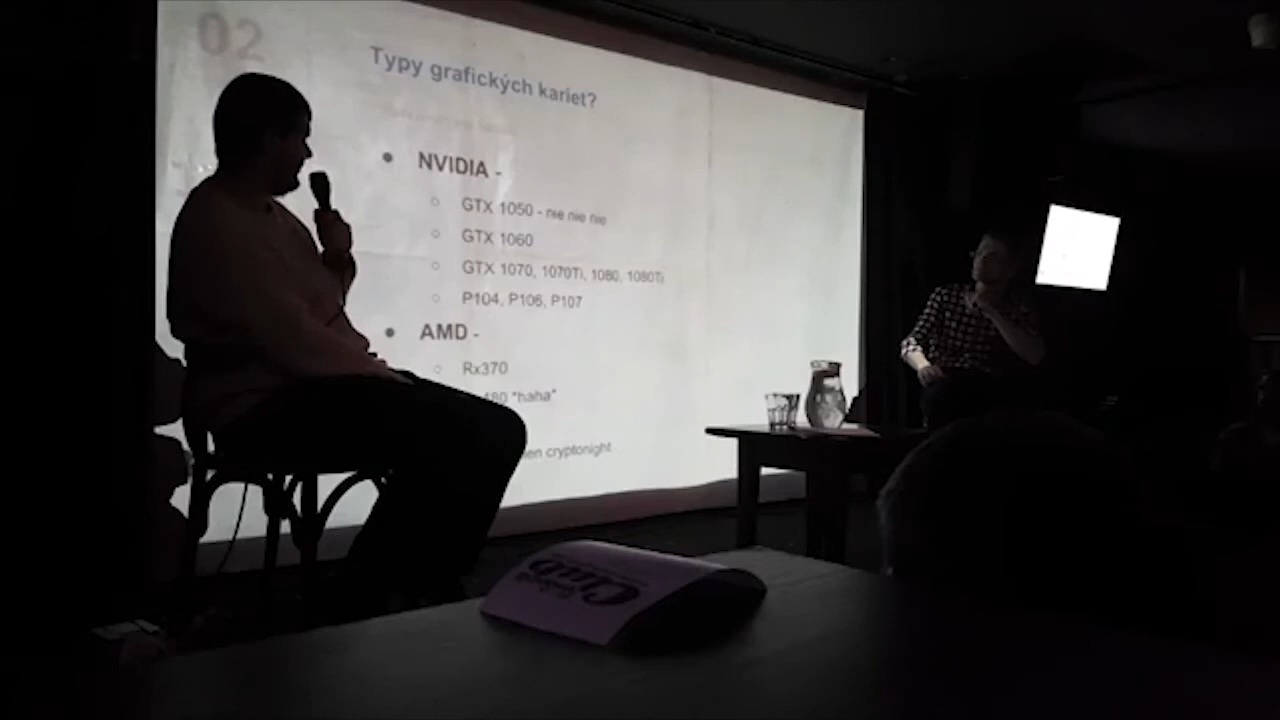 02
Typy grafických kariet?
NVIDIA -
GTX 1050 - nie nie nie
GTX 1060
GTX 1070, 1070Ti, 1080, 1080Ti
P104, P106, P107
AMD -
Rx370
480 "haha"
cryptonight
Club